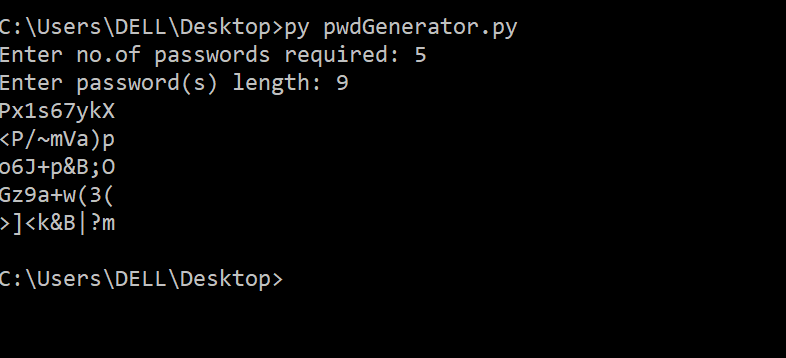 C:\Users\DELL\Desktop>py pwdGenerator.py
Enter no.of passwords required: 5
Enter password(s) length: 9
Px1s67ykX
<P/~mVa)p
o6J+p&B;O
Gz9a+w(3(
>]<k&B|?m
C:\Users\DELL\Desktop>